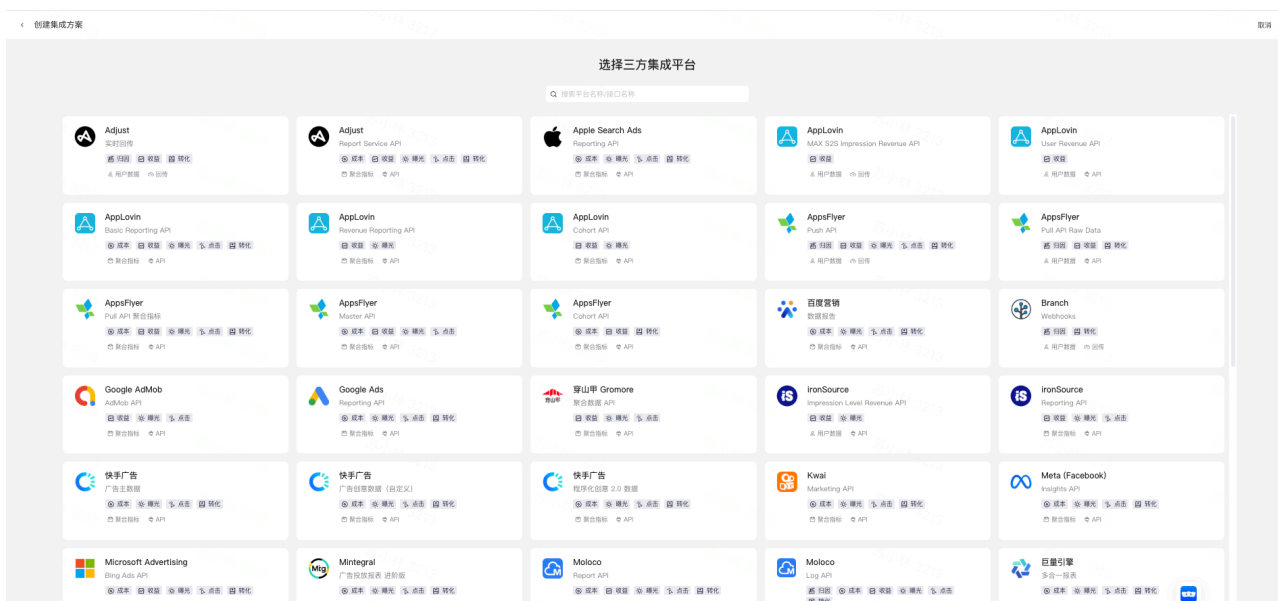 创建集成方案
取消
选择三方集成平台
搜索平台名称/接口名称
Adjust
实时回传
归因 收益 转化
用户数据 回传
Adjust
Report Service API
成本 收益 曝光 点击 转化
聚合指标 API
Apple Search Ads
Reporting API
成本 曝光 点击 转化
聚合指标 API
AppLovin
MAX S2S Impression Revenue API
收益
用户数据 回传
AppLovin
User Revenue API
收益
用户数据 API
AppLovin
Basic Reporting API
成本 收益 曝光 点击 转化
聚合指标 API
AppLovin
Revenue Reporting API
收益 曝光
聚合指标 API
AppLovin
Cohort API
收益 曝光
聚合指标 API
AppsFlyer
Push API
归因 收益 曝光 点击 转化
用户数据 回传
AppsFlyer
Pull API Raw Data
归因 收益 转化
用户数据 API
AppsFlyer
Pull API 聚合指标
成本 收益 曝光 点击 转化
聚合指标 API
AppsFlyer
Master API
成本 收益 曝光 点击
聚合指标 API
AppsFlyer
Cohort API
成本 收益 转化
聚合指标 API
百度营销
数据报告
成本 曝光 点击 转化
聚合指标 API
Branch
Webhooks
归因 转化
用户数据 回传
Google AdMob
AdMob API
收益 曝光 点击
聚合指标 API
Google Ads
Reporting API
成本 曝光 点击 转化
聚合指标 API
穿山甲
穿山甲 Gromore
聚合数据 API
收益 曝光 点击
聚合指标 API
iS
ironSource
Impression Level Revenue API
收益 曝光
用户数据 API
iS
ironSource
Reporting API
收益 曝光 点击
聚合指标 API
快手广告
广告主数据
成本 曝光 点击 转化
聚合指标 API
快手广告
广告创意数据（自定义）
成本 曝光 点击 转化
聚合指标 API
快手广告
程序化创意 2.0 数据
成本 曝光 点击 转化
聚合指标 API
Kwai
Marketing API
成本 曝光 点击 转化
聚合指标 API
Meta (Facebook)
Insights API
成本 曝光 点击 转化
聚合指标 API
Microsoft Advertising
Bing Ads API
成本 收益 曝光 点击 转化
Mtg
Mintegral
广告投放报表 进阶版
成本 曝光 点击 转化
Moloco
Report API
成本 收益 曝光 点击 转化
Moloco
Log API
归因 成本 收益 曝光 点击
转化
巨量引擎
多合一报表
成本 曝光 点击 转化